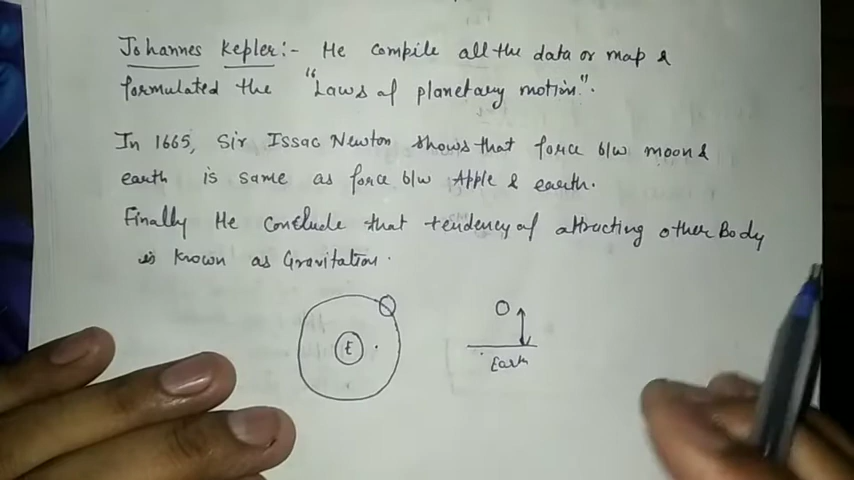 Johannes Kepler:- He compile all the data or map &
formulated the "Laws of planetary motion".
In 1665, Sir Issac Newton shows that force b/w moon &
earth is same as force b/w Apple & earth.
Finally He conclude that tendency of attracting other Body
is known as Gravitation.
E
Earth